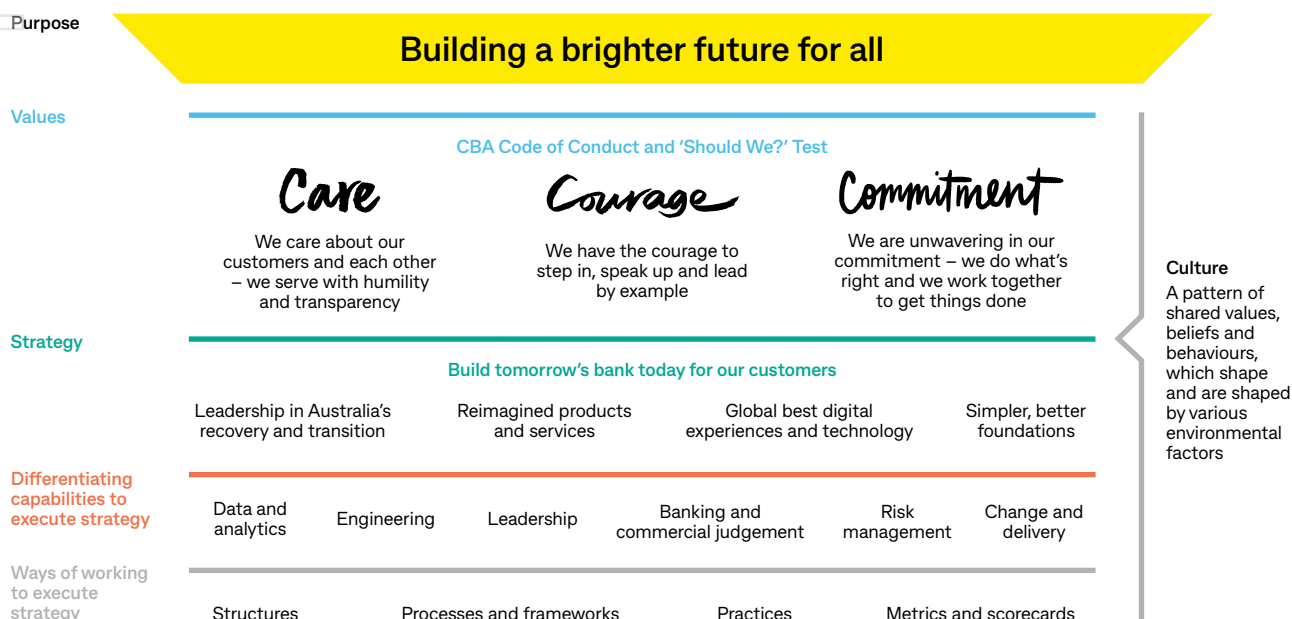 Purpose
Building a brighter future for all
Values
CBA Code of Conduct and ‘Should We?’ Test
Care
We care about our
customers and each other
– we serve with humility
and transparency
Courage
We have the courage to
step in, speak up and lead
by example
Commitment
We are unwavering in our
commitment – we do what’s
right and we work together
to get things done
Culture
A pattern of
shared values,
beliefs and
behaviours,
which shape
and are shaped
by various
environmental
factors
Strategy
Build tomorrow’s bank today for our customers
Leadership in Australia’s
recovery and transition
Reimagined products
and services
Global best digital
experiences and technology
Simpler, better
foundations
Differentiating
capabilities to
execute strategy
Data and
analytics
Engineering
Leadership
Banking and
commercial judgement
Risk
management
Change and
delivery
Ways of working
to execute
strategy
Structures
Processes and frameworks
Practices
Metrics and scorecards